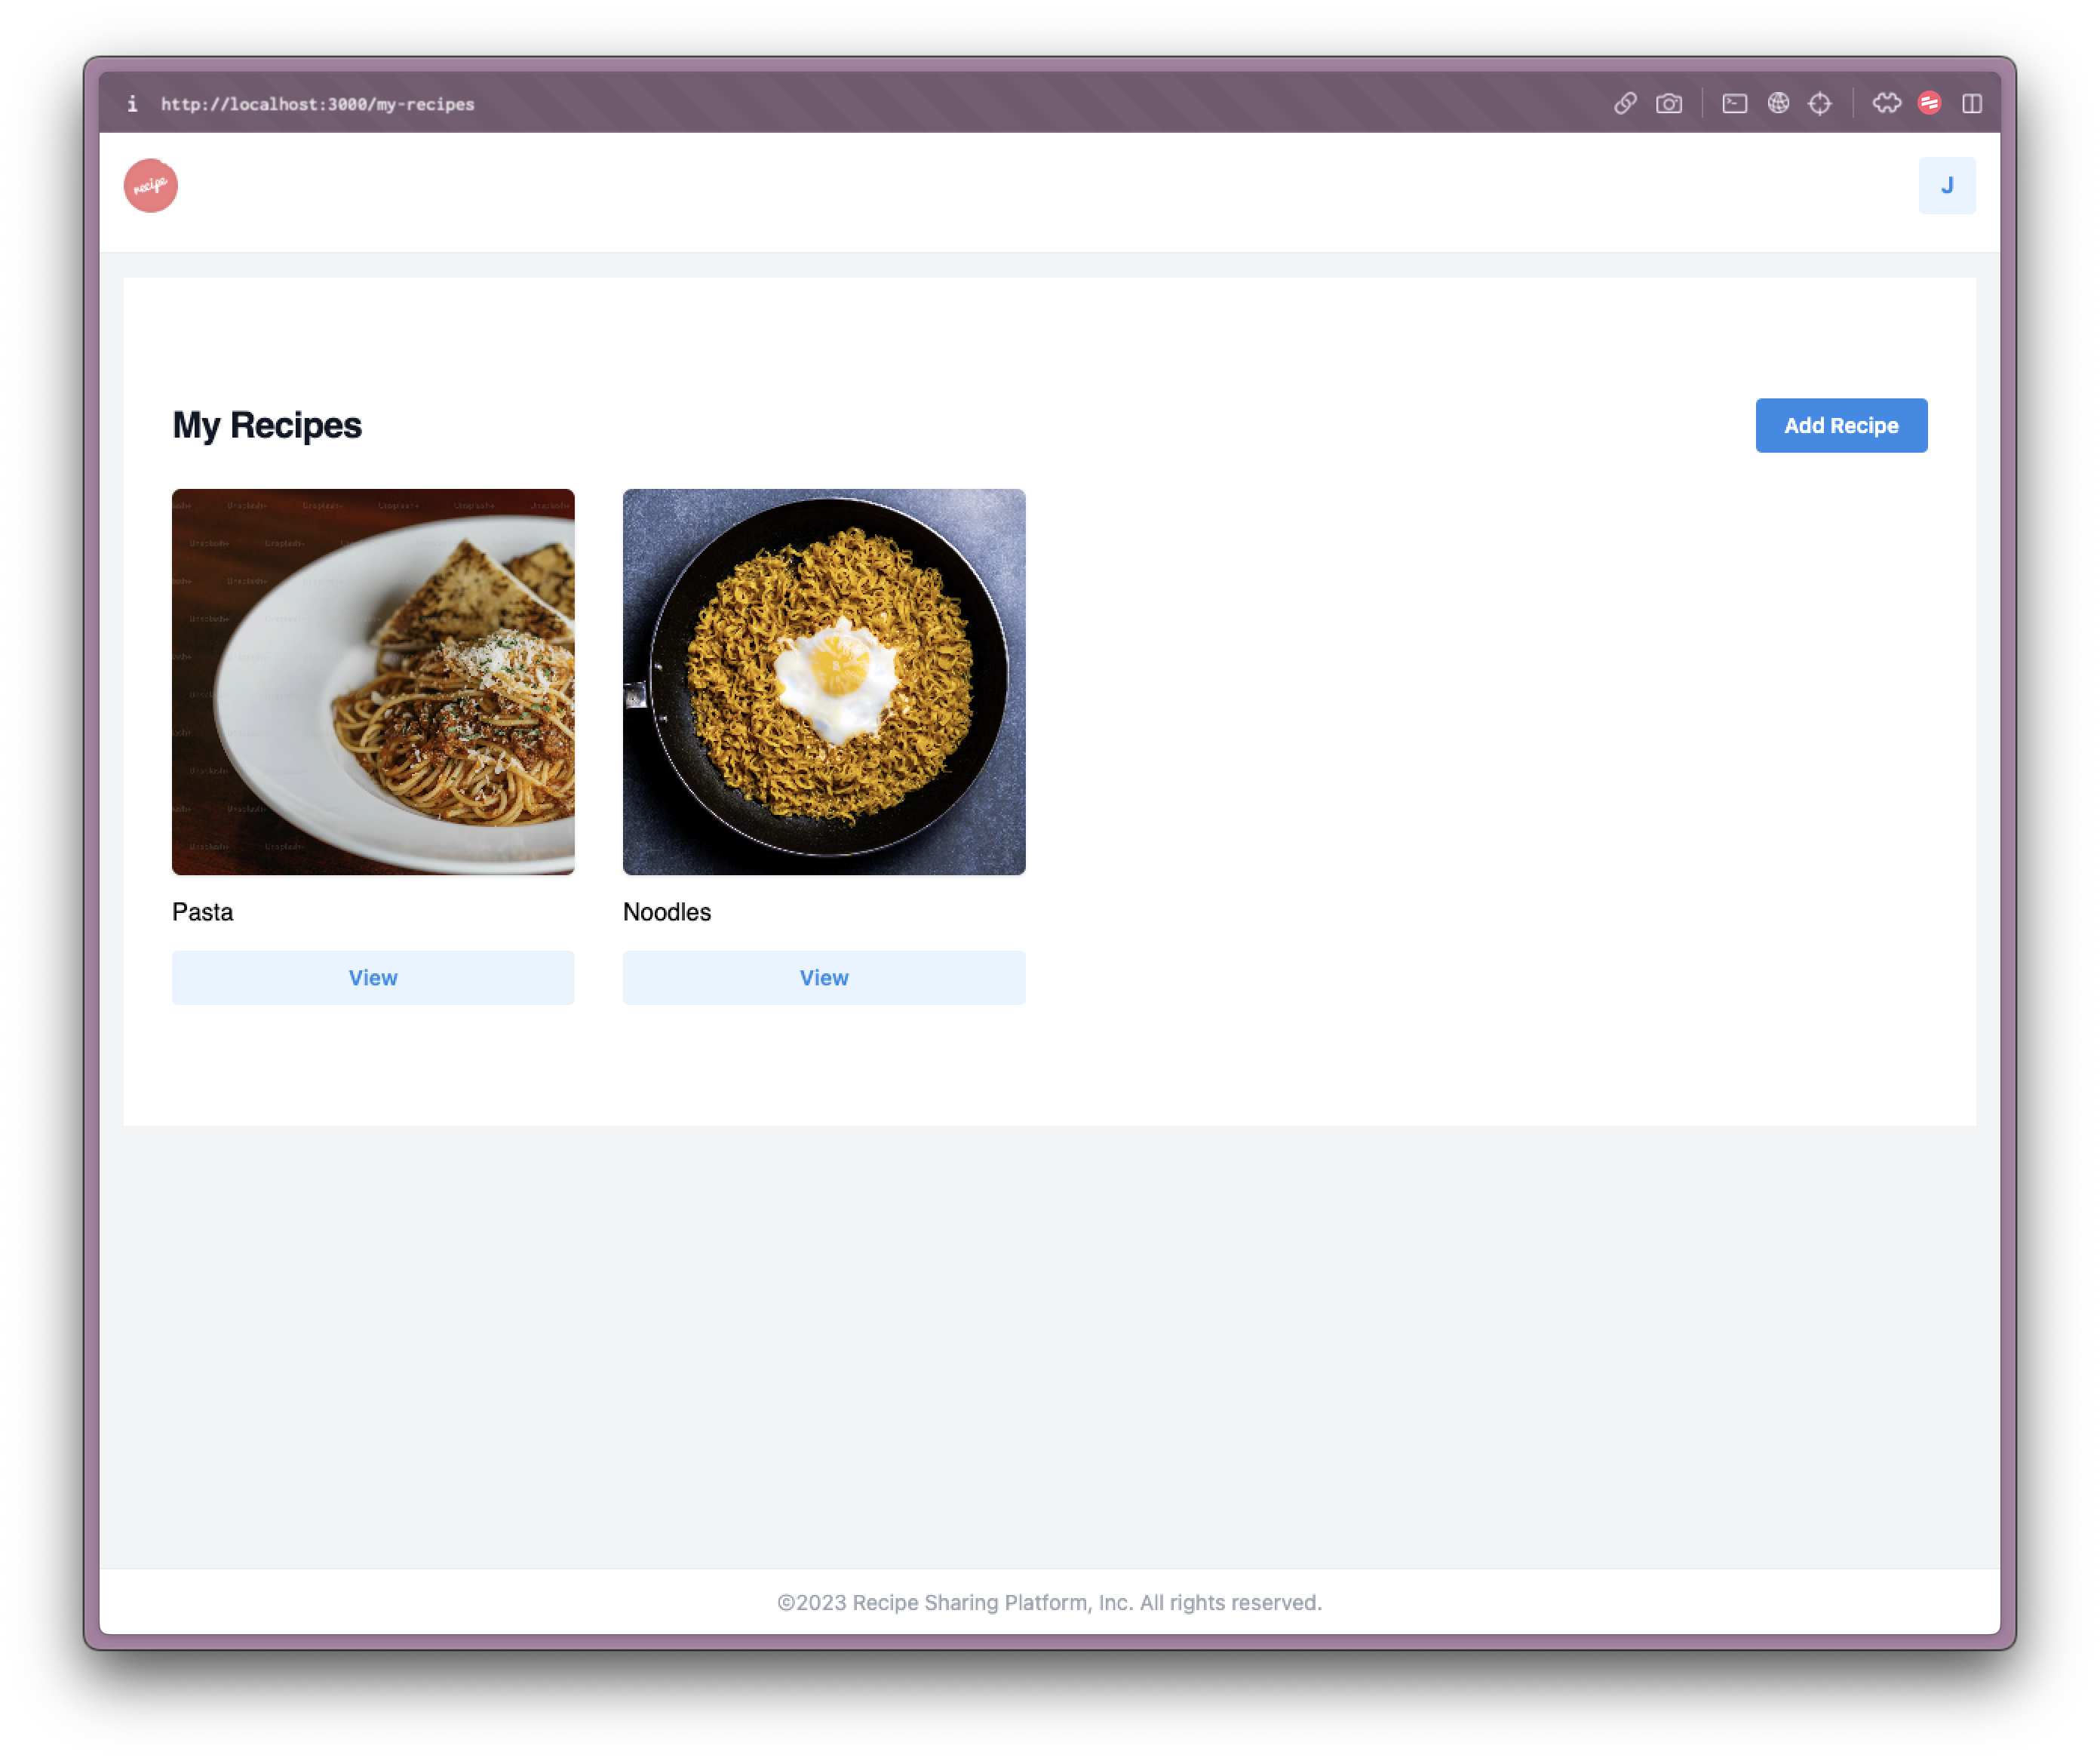 http://localhost:3000/my-recipes
recipe
J
My Recipes
Add Recipe
Pasta
Noodles
View
View
©2023 Recipe Sharing Platform, Inc. All rights reserved.